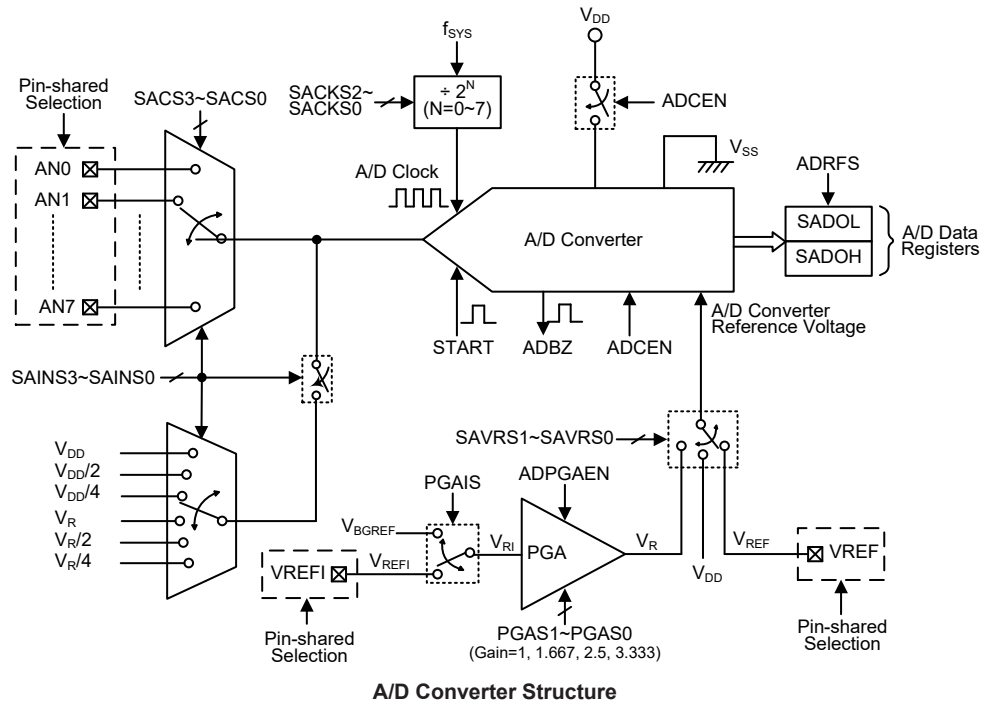 V_DD
f_SYS
Pin-shared
Selection
SACS3~SACS0
SACKS2~
SACKS0
÷ 2^N
(N=0~7)
ADCEN
AN0
AN1
AN7
A/D Clock
V_SS
ADRFS
A/D Converter
SADOL
SADOH
A/D Data
Registers
START
ADBZ
ADCEN
A/D Converter
Reference Voltage
SAINS3~SAINS0
V_DD
V_DD/2
V_DD/4
V_R
V_R/2
V_R/4
SAVRS1~SAVRS0
PGAIS
ADPGAEN
V_BGREF
V_REFI
VREFI
V_RI
PGA
V_R
V_DD
V_REF
VREF
Pin-shared
Selection
PGAS1~PGAS0
(Gain=1, 1.667, 2.5, 3.333)
Pin-shared
Selection
A/D Converter Structure